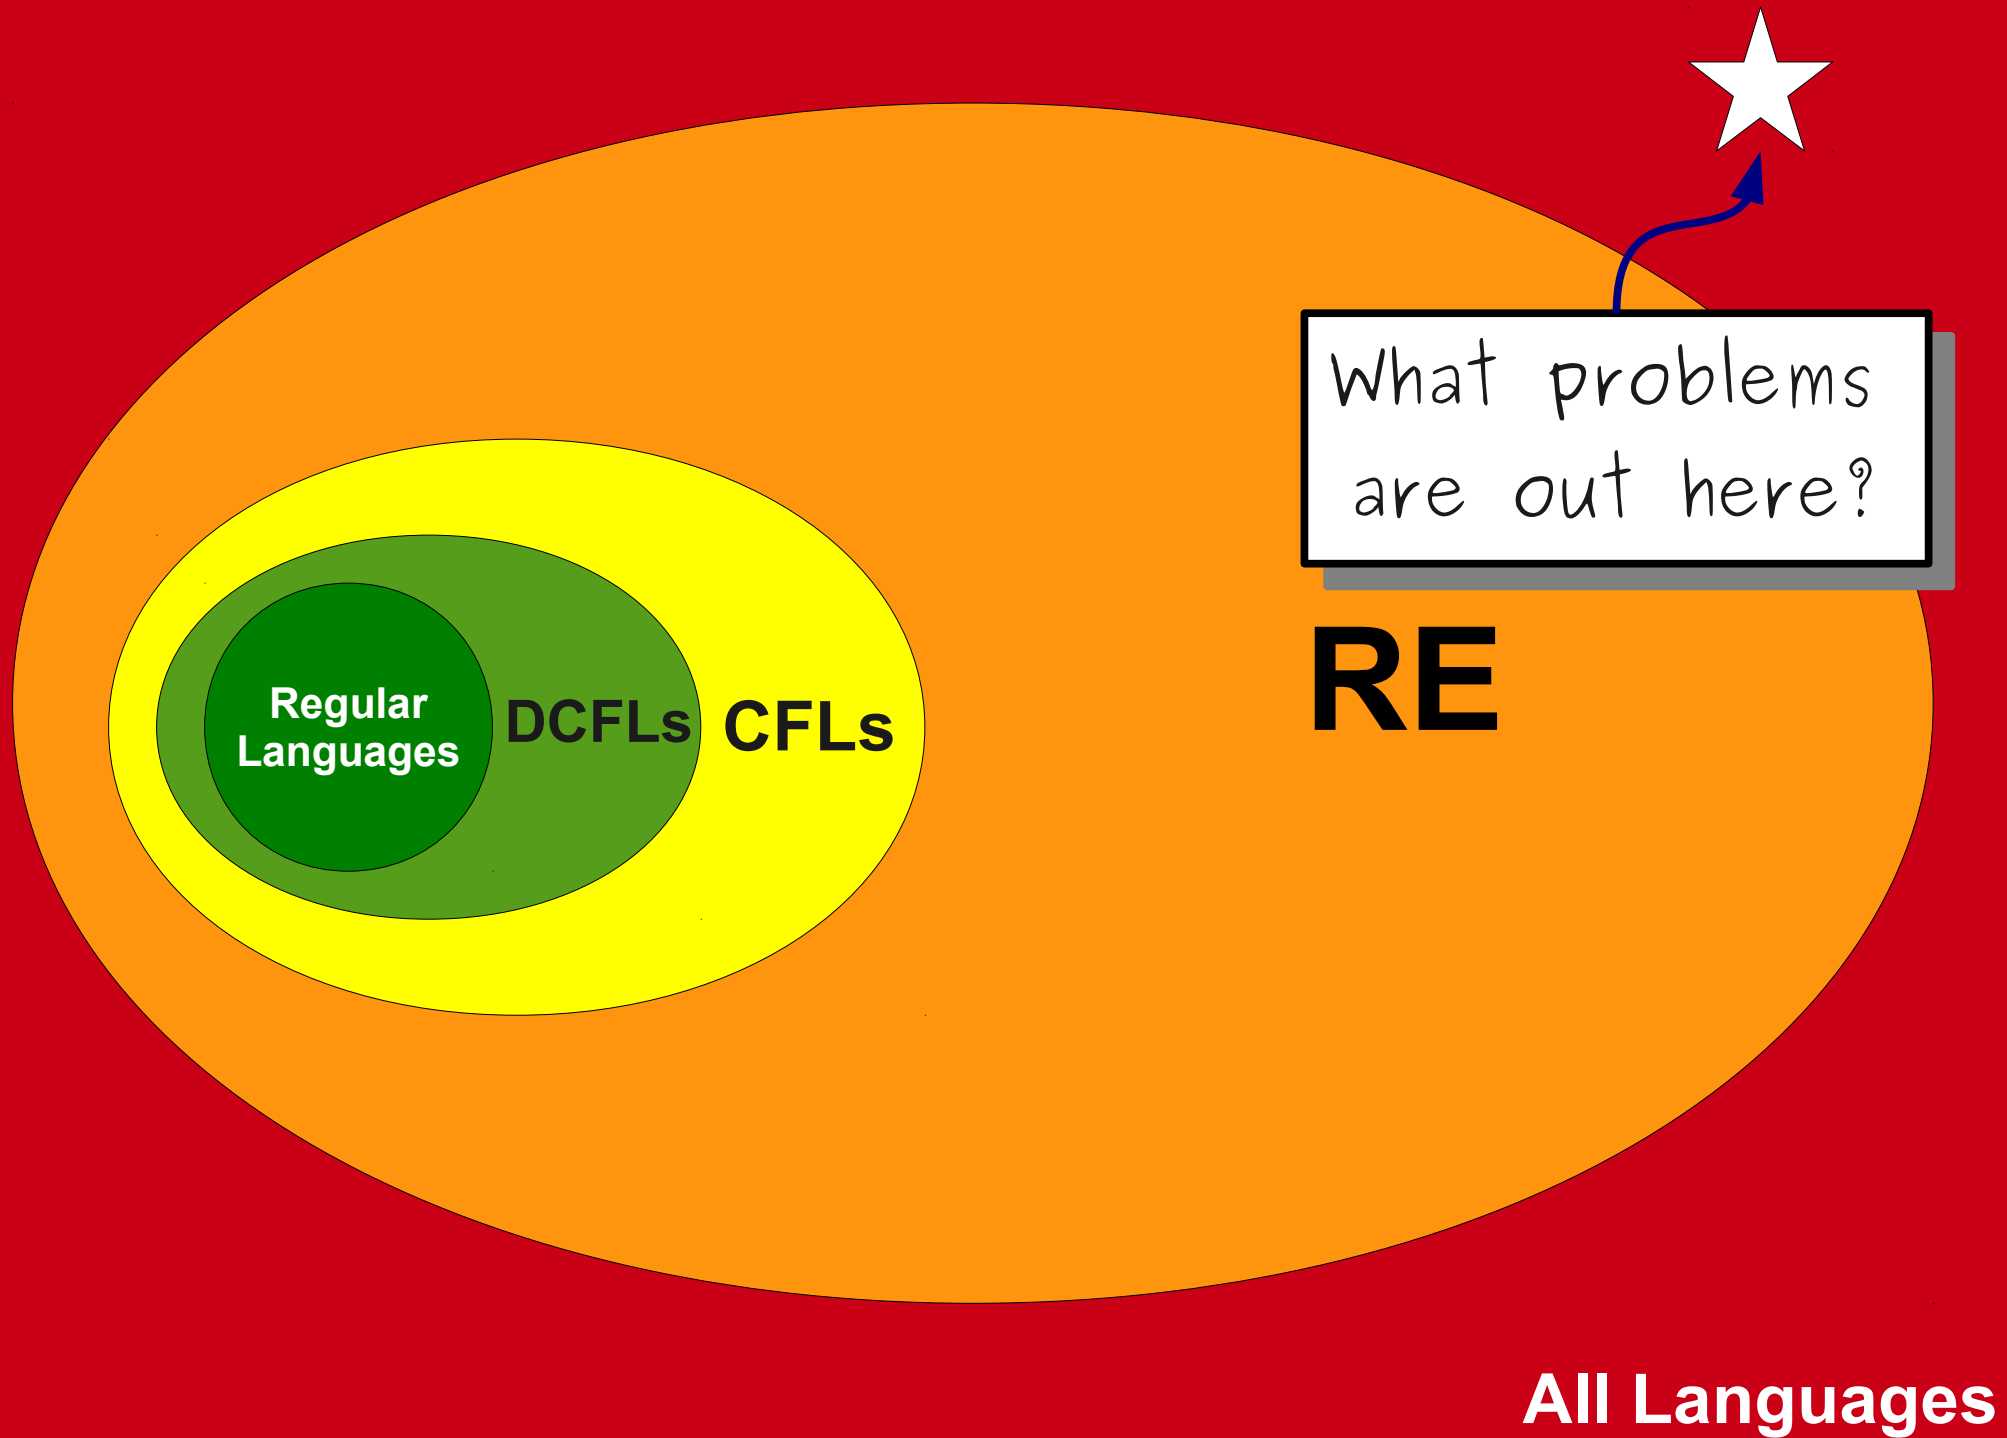 What problems
are out here?
RE
Regular
Languages
DCFLs
CFLs
All Languages